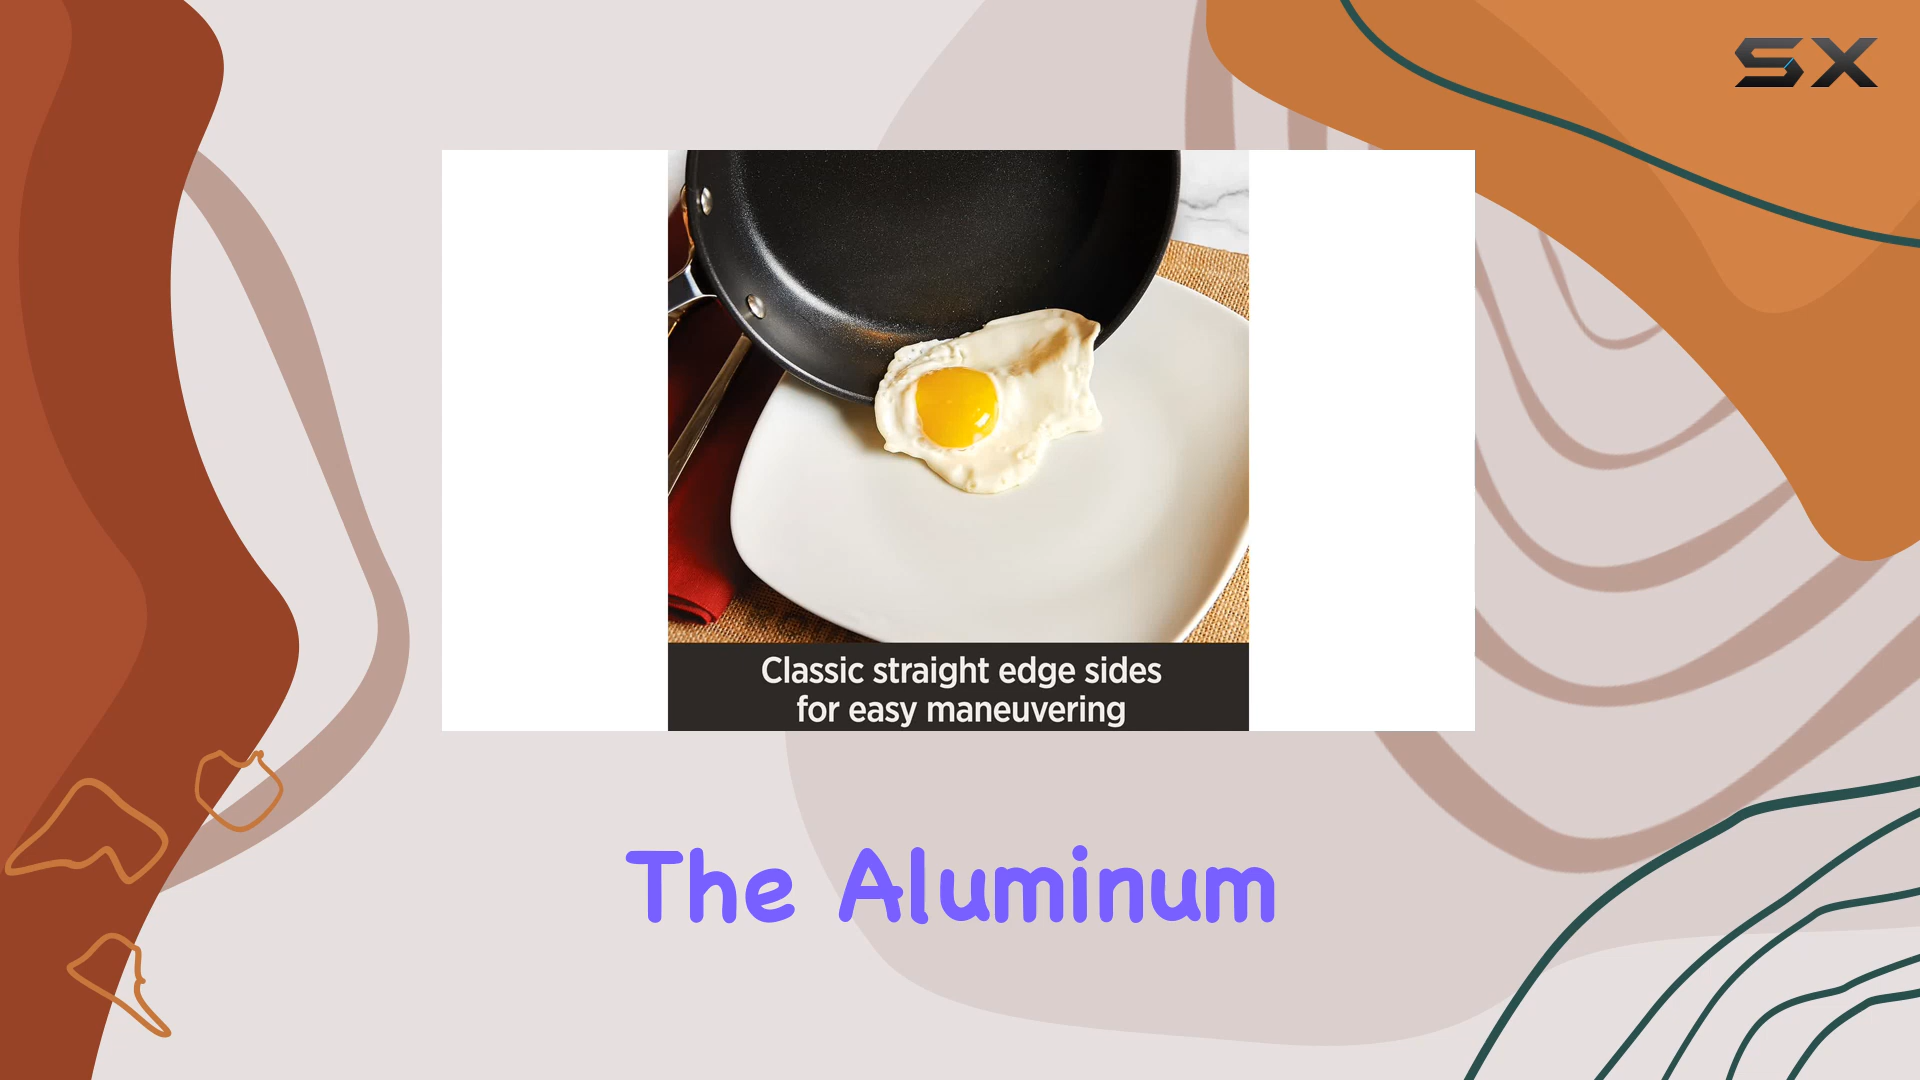 SX
Classic straight edge sides
for easy maneuvering
The Aluminum